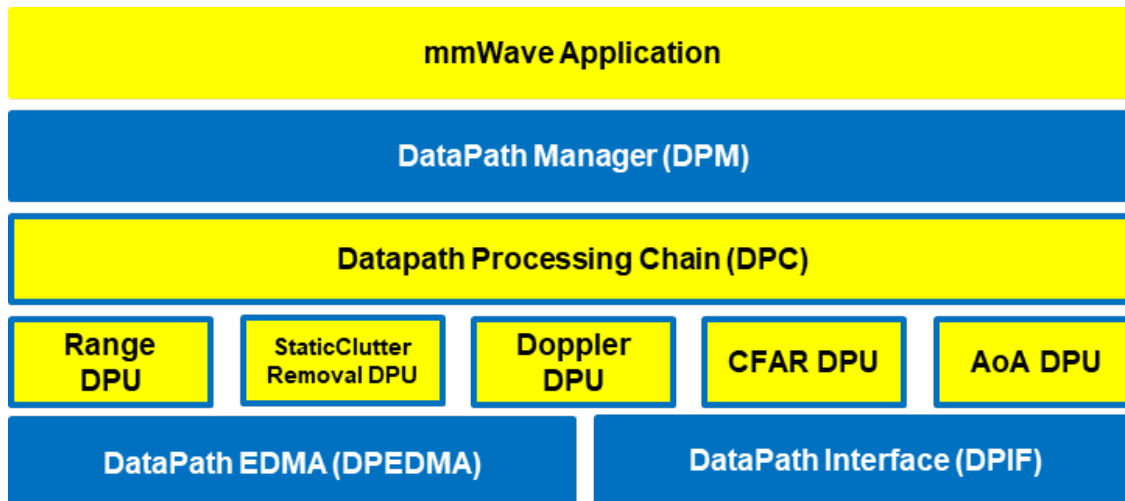 mmWave Application
DataPath Manager (DPM)
Datapath Processing Chain (DPC)
Range
DPU
StaticClutter
Removal DPU
Doppler
DPU
CFAR DPU
AoA DPU
DataPath EDMA (DPEDMA)
DataPath Interface (DPIF)